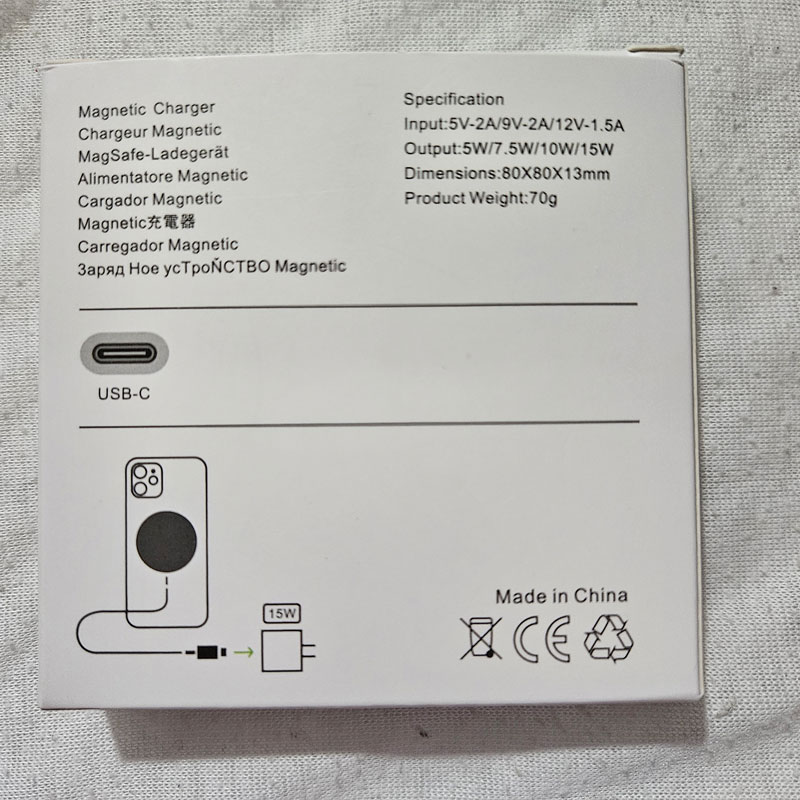 Magnetic Charger
Chargeur Magnetic
MagSafe-Ladegerät
Alimentatore Magnetic
Cargador Magnetic
Magnetic充電器
Carregador Magnetic
Заряд Ное усТроŇСТВО Magnetic
Specification
Input:5V-2A/9V-2A/12V-1.5A
Output:5W/7.5W/10W/15W
Dimensions:80X80X13mm
Product Weight:70g
USB-C
15W
Made in China
CE